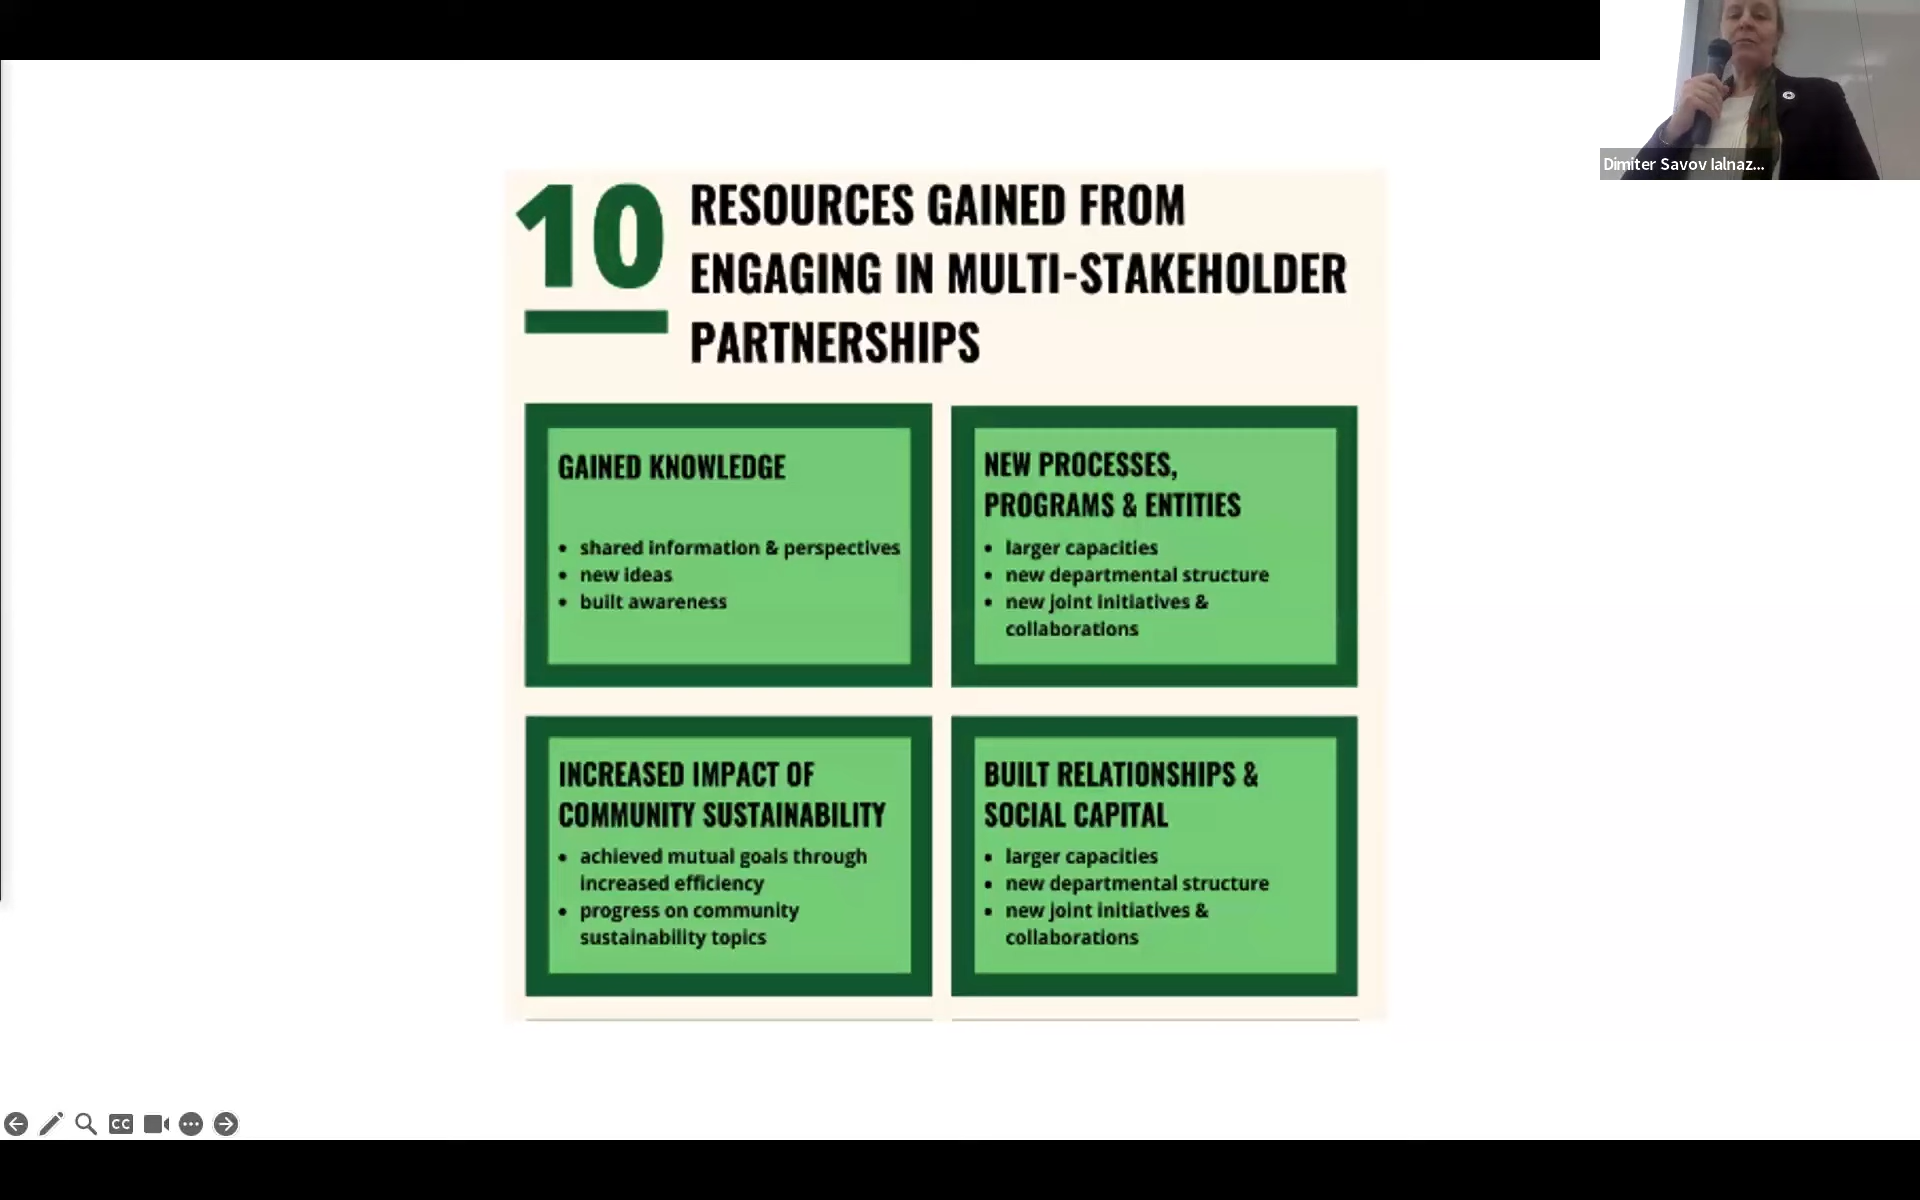 Dimiter Savov Ialnaz...
10
RESOURCES GAINED FROM
ENGAGING IN MULTI-STAKEHOLDER
PARTNERSHIPS
GAINED KNOWLEDGE
• shared information & perspectives
• new ideas
• built awareness
NEW PROCESSES,
PROGRAMS & ENTITIES
• larger capacities
• new departmental structure
• new joint initiatives &
collaborations
INCREASED IMPACT OF
COMMUNITY SUSTAINABILITY
• achieved mutual goals through
increased efficiency
• progress on community
sustainability topics
BUILT RELATIONSHIPS &
SOCIAL CAPITAL
• larger capacities
• new departmental structure
• new joint initiatives &
collaborations
CC